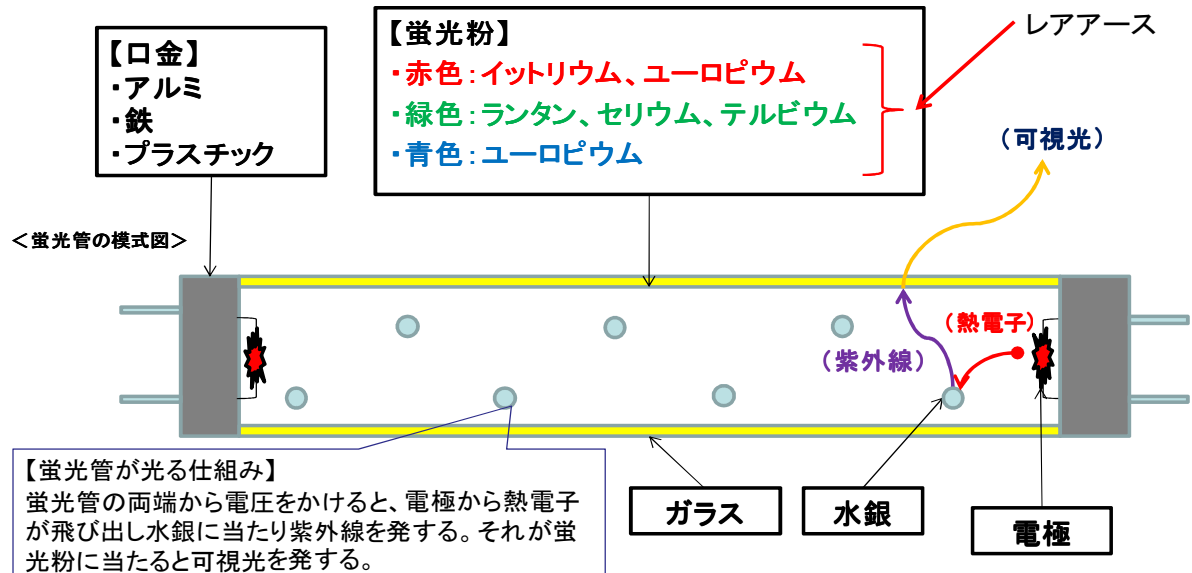 【口金】
・アルミ
・鉄
・プラスチック
【蛍光粉】
・赤色：イットリウム、ユーロピウム
・緑色：ランタン、セリウム、テルビウム
・青色：ユーロピウム
レアアース
（可視光）
＜蛍光管の模式図＞
（熱電子）
（紫外線）
【蛍光管が光る仕組み】
蛍光管の両端から電圧をかけると、電極から熱電子
が飛び出し水銀に当たり紫外線を発する。それが蛍
光粉に当たると可視光を発する。
ガラス
水銀
電極